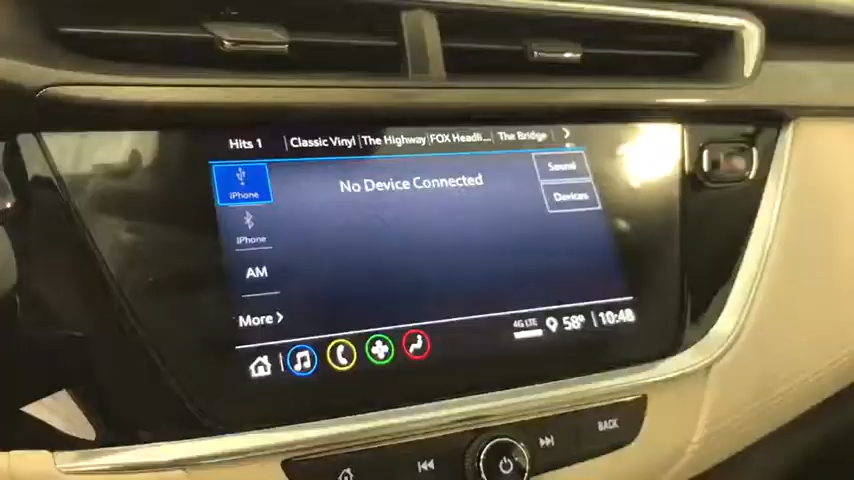 Hits 1
Classic Vinyl
The Highway
FOX Headli...
The Bridge
iPhone
No Device Connected
Sound
Devices
iPhone
AM
More
4G LTE
58°
10:48
BACK